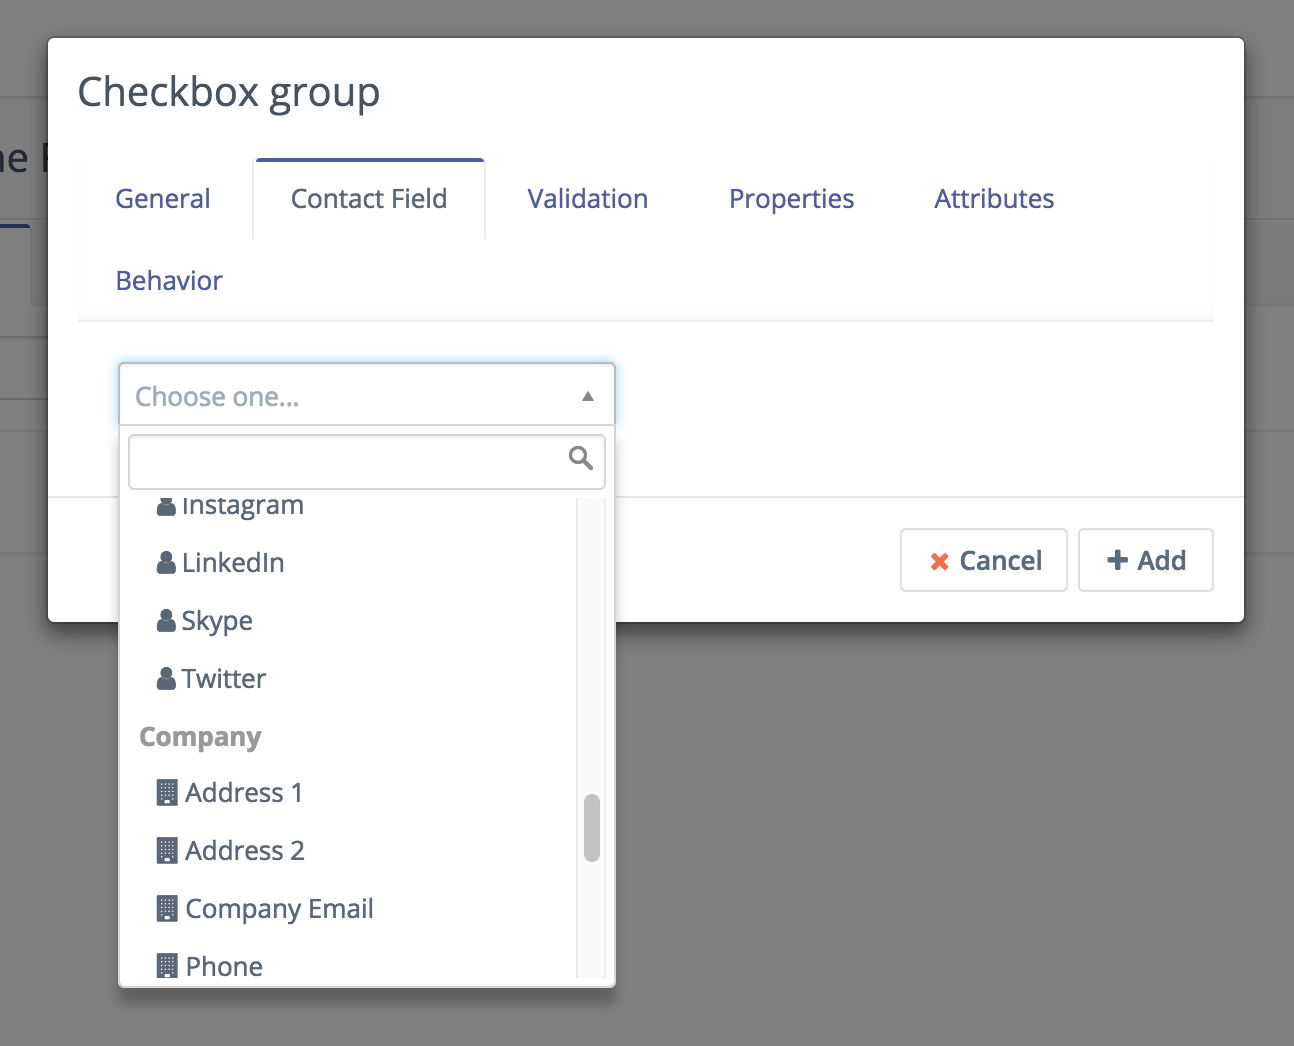 Checkbox group
General Contact Field Validation Properties Attributes
Behavior
Choose one...
Instagram
LinkedIn
Skype
Twitter
Company
Address 1
Address 2
Company Email
Phone
Cancel Add